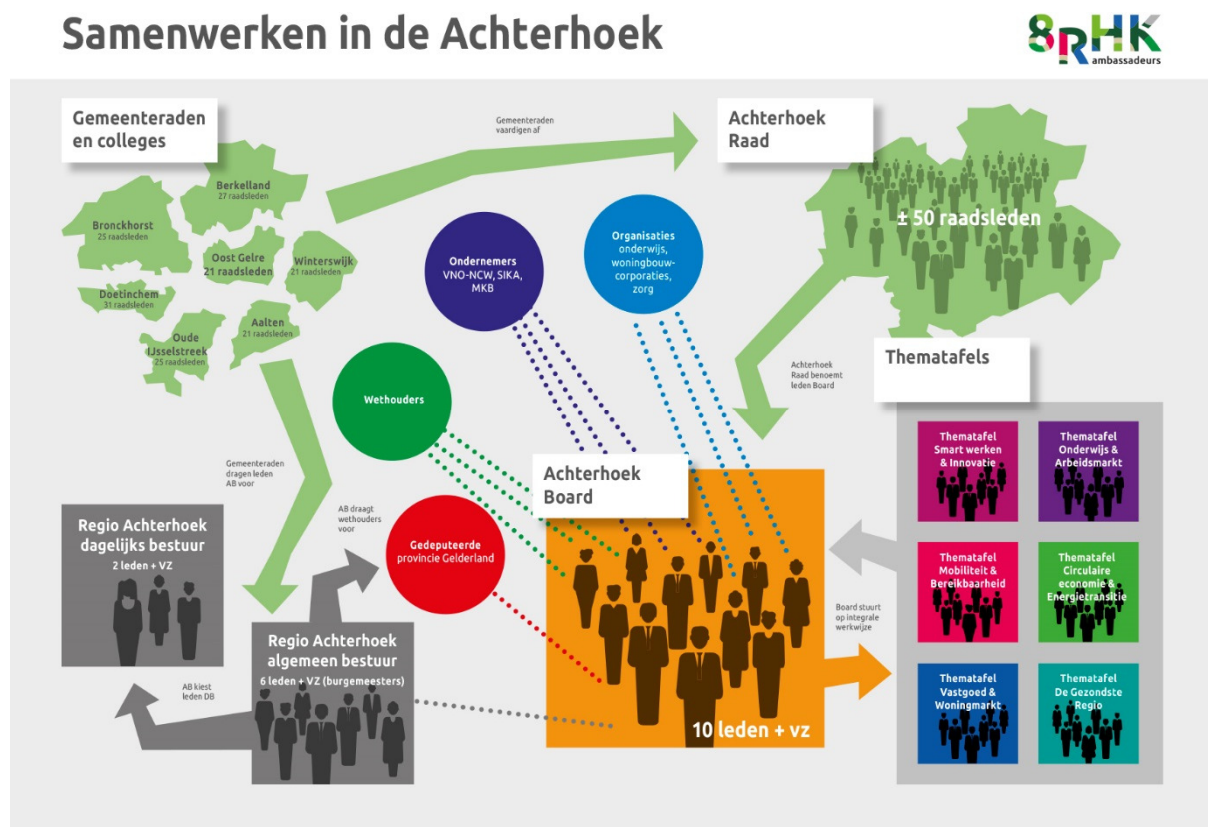 Samenwerken in de Achterhoek
8RHK
ambassadeurs
Gemeenteraden
en colleges
Gemeenteraden
vaardigen af
Achterhoek
Raad
± 50 raadsleden
Berkelland
27 raadsleden
Bronckhorst
25 raadsleden
Oost Gelre
21 raadsleden
Winterswijk
21 raadsleden
Doetinchem
31 raadsleden
Aalten
21 raadsleden
Oude
IJsselstreek
25 raadsleden
Ondernemers
VNO-NCW, SIKA,
MKB
Organisaties
onderwijs,
woningbouw-
corporaties,
zorg
Wethouders
Achterhoek
Raad benoemt
leden Board
Thematafels
Gemeenteraden
dragen leden
AB voor
Achterhoek
Board
10 leden + vz
Regio Achterhoek
dagelijks bestuur
2 leden + VZ
AB draagt
wethouders
voor
Gedeputeerde
provincie Gelderland
Regio Achterhoek
algemeen bestuur
6 leden + VZ (burgemeesters)
AB kiest
leden DB
Board stuurt
op integrale
werkwijze
Thematafel
Smart werken
& Innovatie
Thematafel
Onderwijs &
Arbeidsmarkt
Thematafel
Mobiliteit &
Bereikbaarheid
Thematafel
Circulaire
economie &
Energietransitie
Thematafel
Vastgoed &
Woningmarkt
Thematafel
De Gezondste
Regio